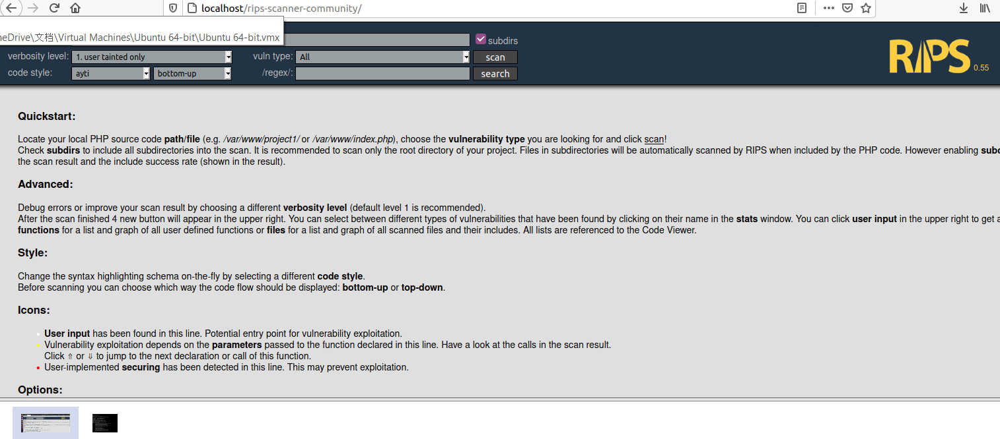 localhost/rips-scanner-community/
neDrive\文档\Virtual Machines\Ubuntu 64-bit\Ubuntu 64-bit.vmx
subdirs
verbosity level: 1. user tainted only vuln type: All scan
code style: ayti bottom-up /regex/: search
RIPS 0.55
Quickstart:
Locate your local PHP source code path/file (e.g. /var/www/project1/ or /var/www/index.php), choose the vulnerability type you are looking for and click scan!
Check subdirs to include all subdirectories into the scan. It is recommended to scan only the root directory of your project. Files in subdirectories will be automatically scanned by RIPS when included by the PHP code. However enabling subd
the scan result and the include success rate (shown in the result).
Advanced:
Debug errors or improve your scan result by choosing a different verbosity level (default level 1 is recommended).
After the scan finished 4 new button will appear in the upper right. You can select between different types of vulnerabilities that have been found by clicking on their name in the stats window. You can click user input in the upper right to get a
functions for a list and graph of all user defined functions or files for a list and graph of all scanned files and their includes. All lists are referenced to the Code Viewer.
Style:
Change the syntax highlighting schema on-the-fly by selecting a different code style.
Before scanning you can choose which way the code flow should be displayed: bottom-up or top-down.
Icons:
User input has been found in this line. Potential entry point for vulnerability exploitation.
Vulnerability exploitation depends on the parameters passed to the function declared in this line. Have a look at the calls in the scan result.
Click ⇑ or ⇓ to jump to the next declaration or call of this function.
User-implemented securing has been detected in this line. This may prevent exploitation.
Options: